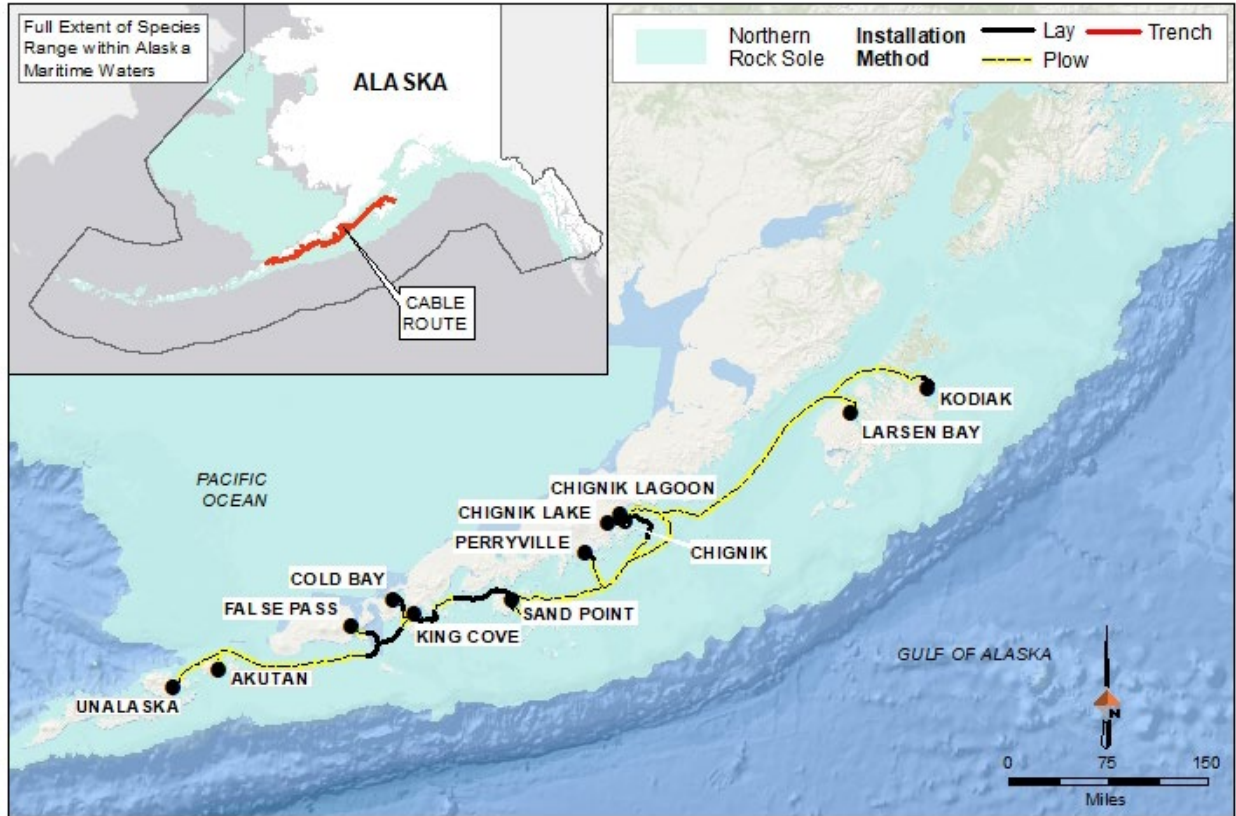 Full Extent of Species
Range within Alaska
Maritime Waters
ALASKA
CABLE
ROUTE
Northern
Rock Sole
Installation
Method
Lay
Trench
Plow
PACIFIC
OCEAN
KODIAK
LARSEN BAY
CHIGNIK LAGOON
CHIGNIK LAKE
CHIGNIK
PERRYVILLE
COLD BAY
SAND POINT
FALSE PASS
KING COVE
AKUTAN
UNALASKA
GULF OF ALASKA
N
0 75 150
Miles